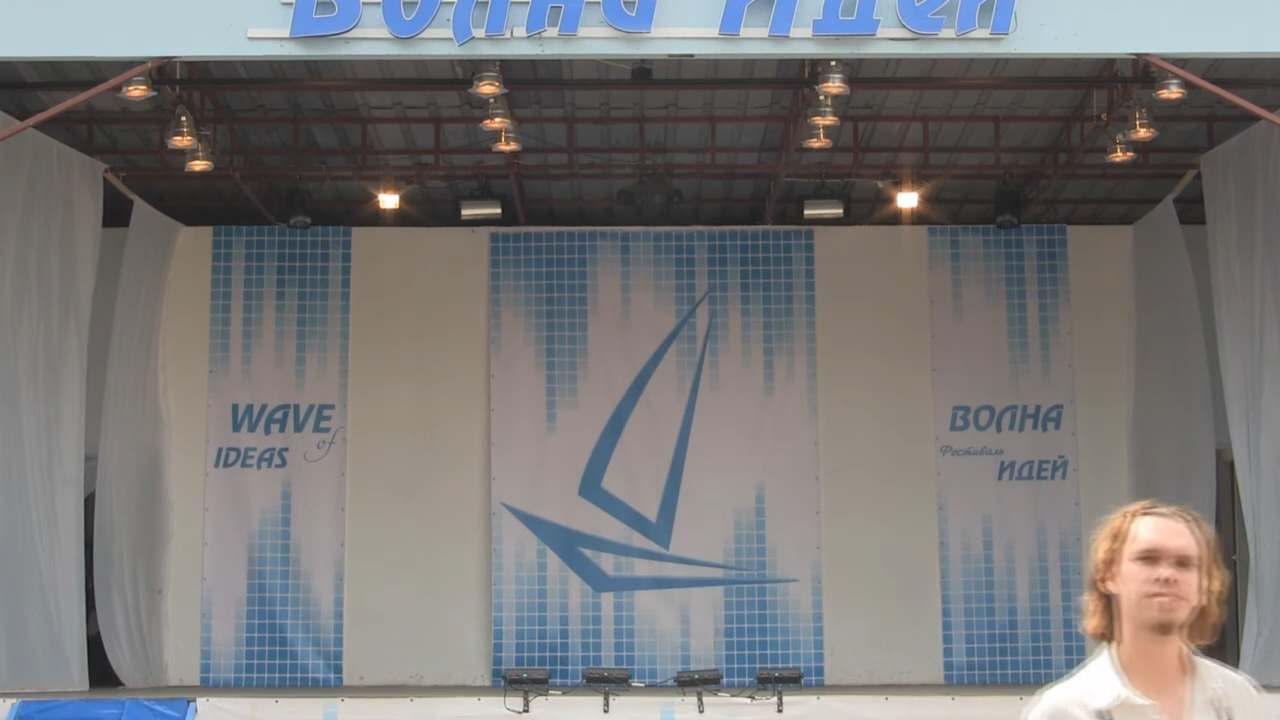 Волна Идей
WAVE
of
IDEAS
ВОЛНА
Фестиваль
ИДЕЙ